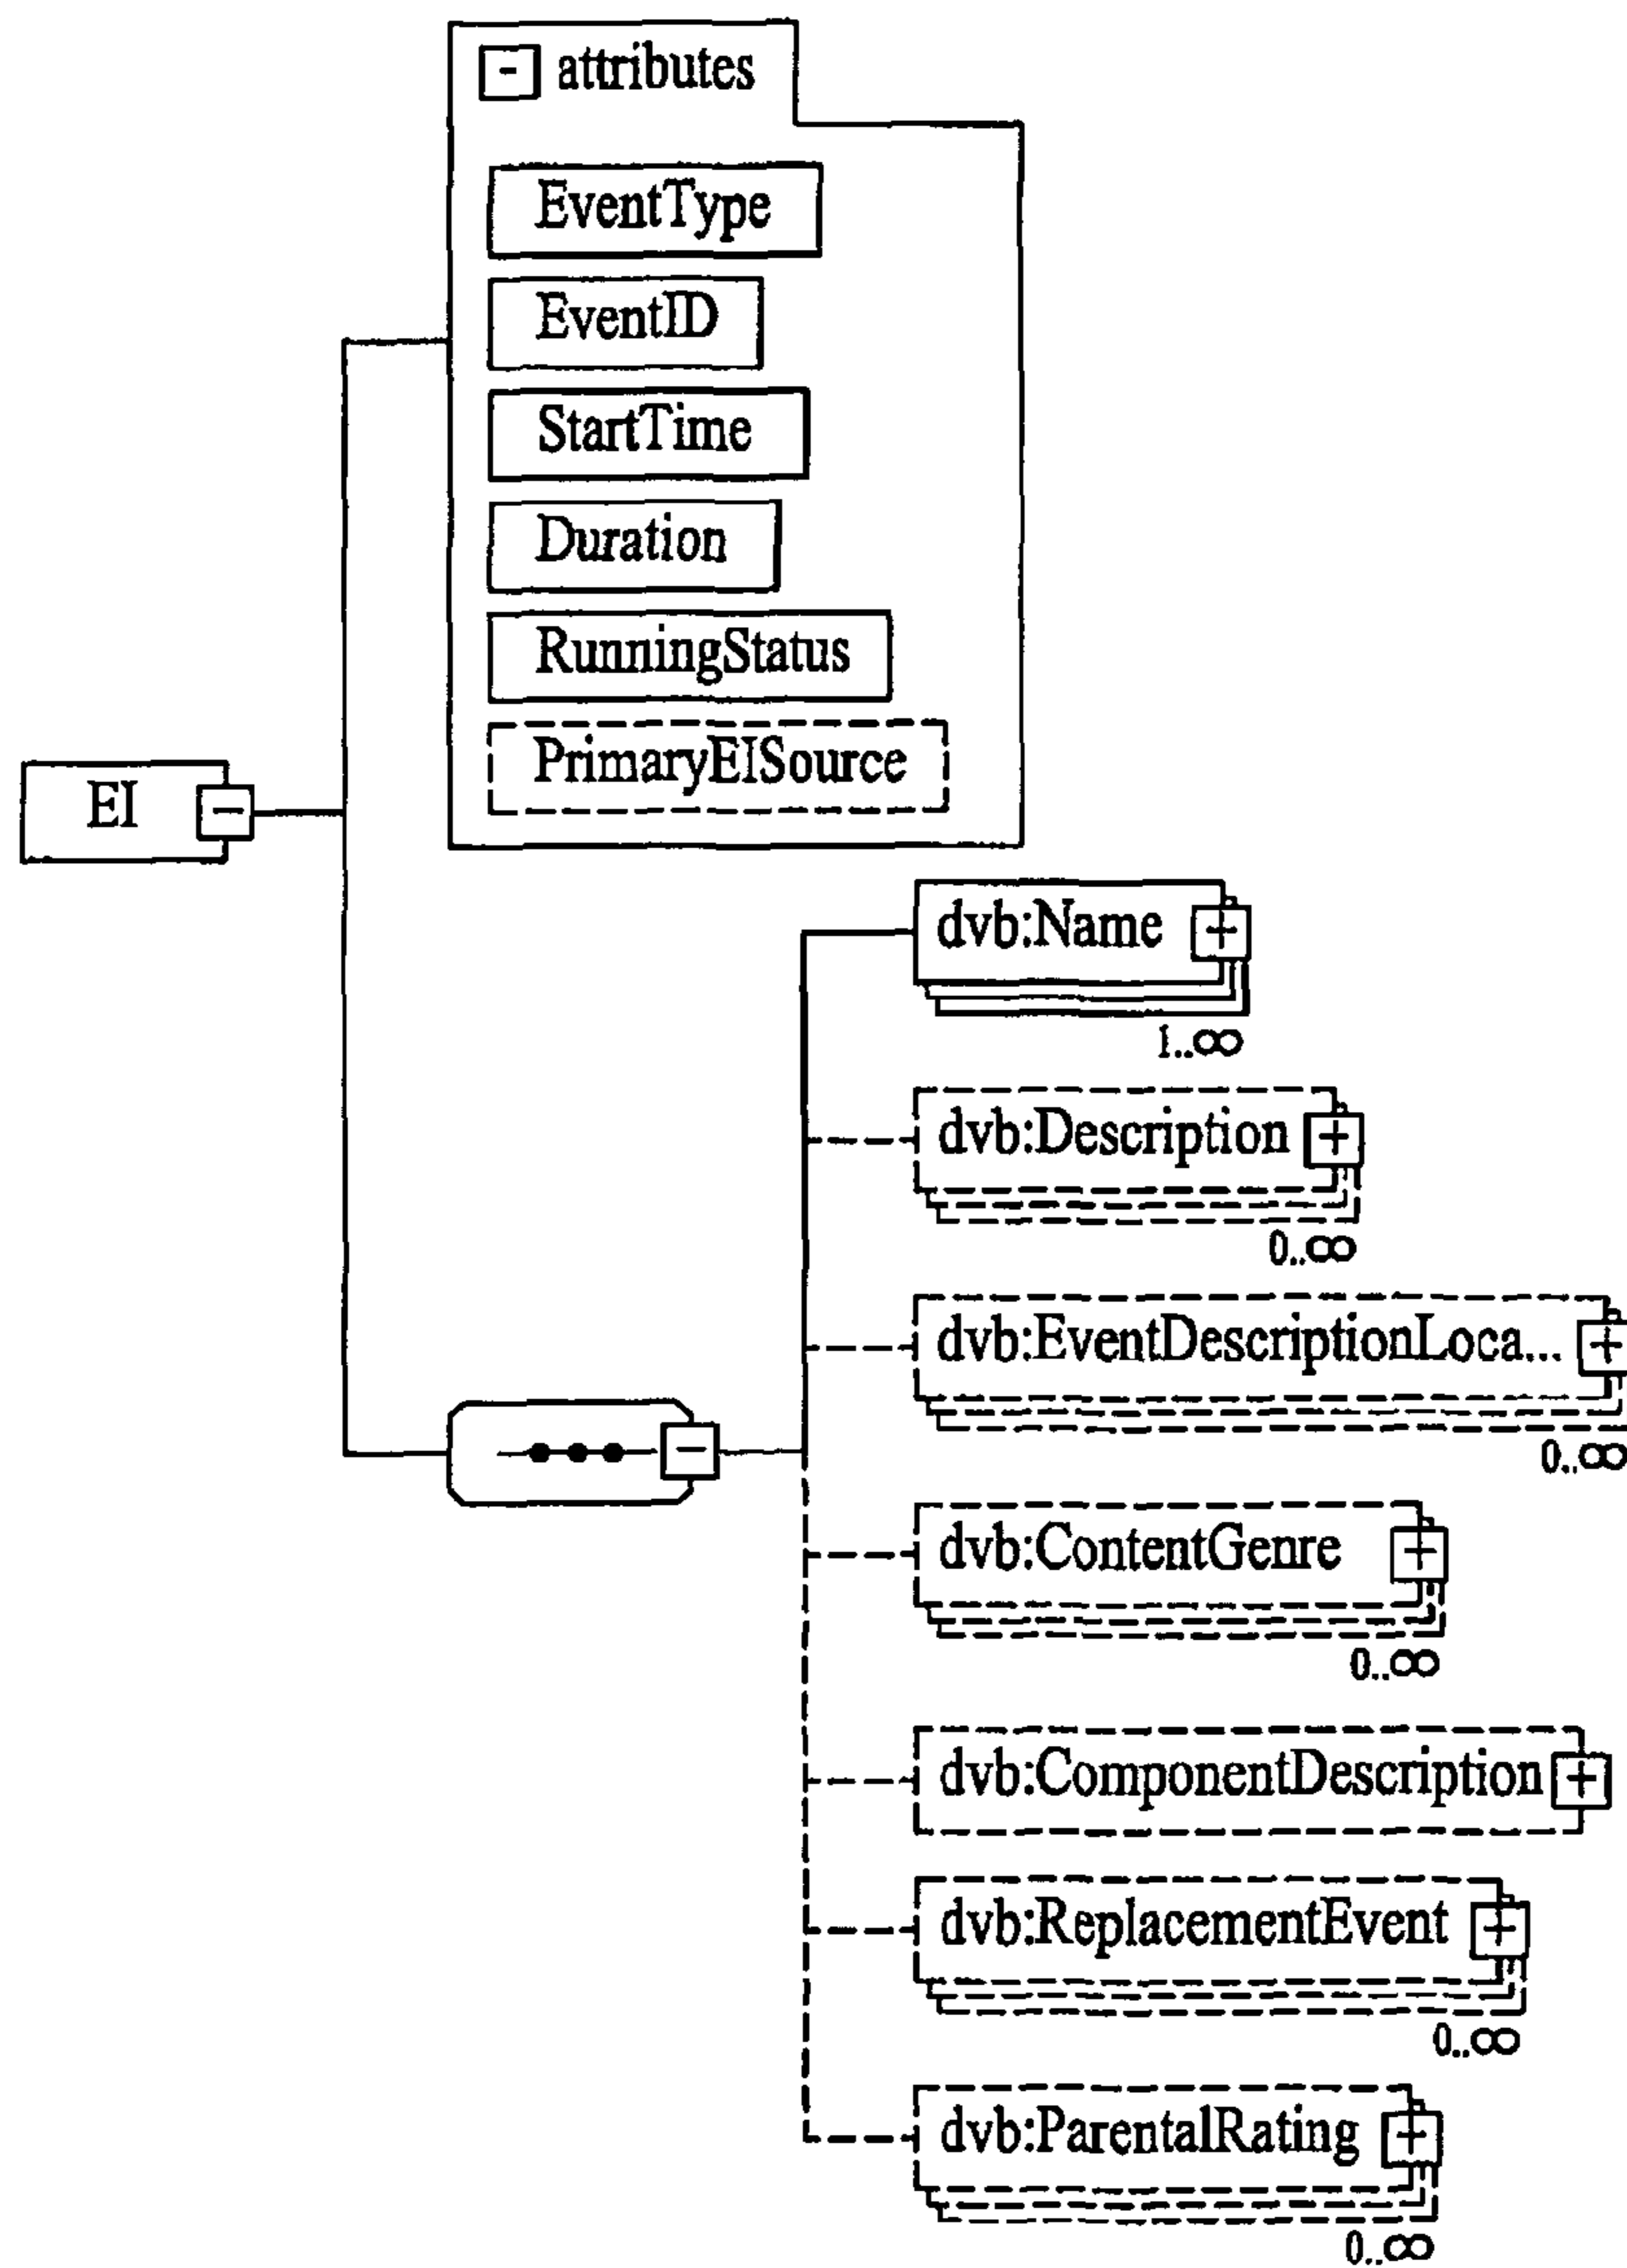 attributes
EventType
EventID
StartTime
Duration
RunningStatus
PrimaryEISource
EI
dvb:Name
1..∞
dvb:Description
0..∞
dvb:EventDescriptionLoca...
0..∞
dvb:ContentGenre
0..∞
dvb:ComponentDescription
dvb:ReplacementEvent
0..∞
dvb:ParentalRating
0..∞